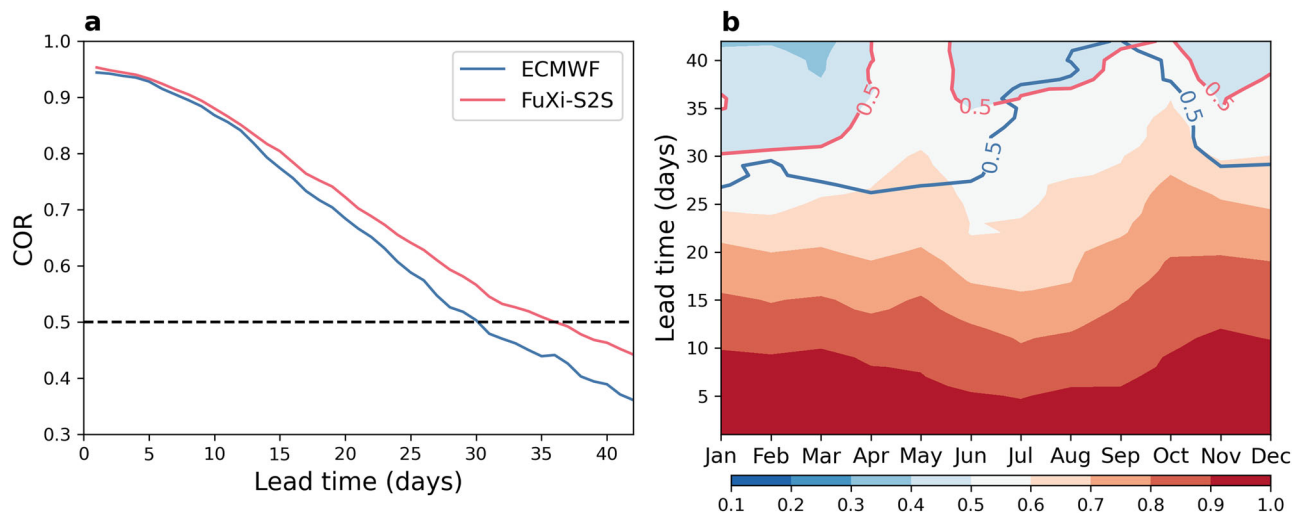 a
1.0
0.9
0.8
0.7
0.6
0.5
0.4
0.3
COR
ECMWF
FuXi-S2S
0 5 10 15 20 25 30 35 40
Lead time (days)
b
40
35
30
25
20
15
10
5
Lead time (days)
0.5
0.5
0.5
0.5
0.5
Jan Feb Mar Apr May Jun Jul Aug Sep Oct Nov Dec
0.1 0.2 0.3 0.4 0.5 0.6 0.7 0.8 0.9 1.0